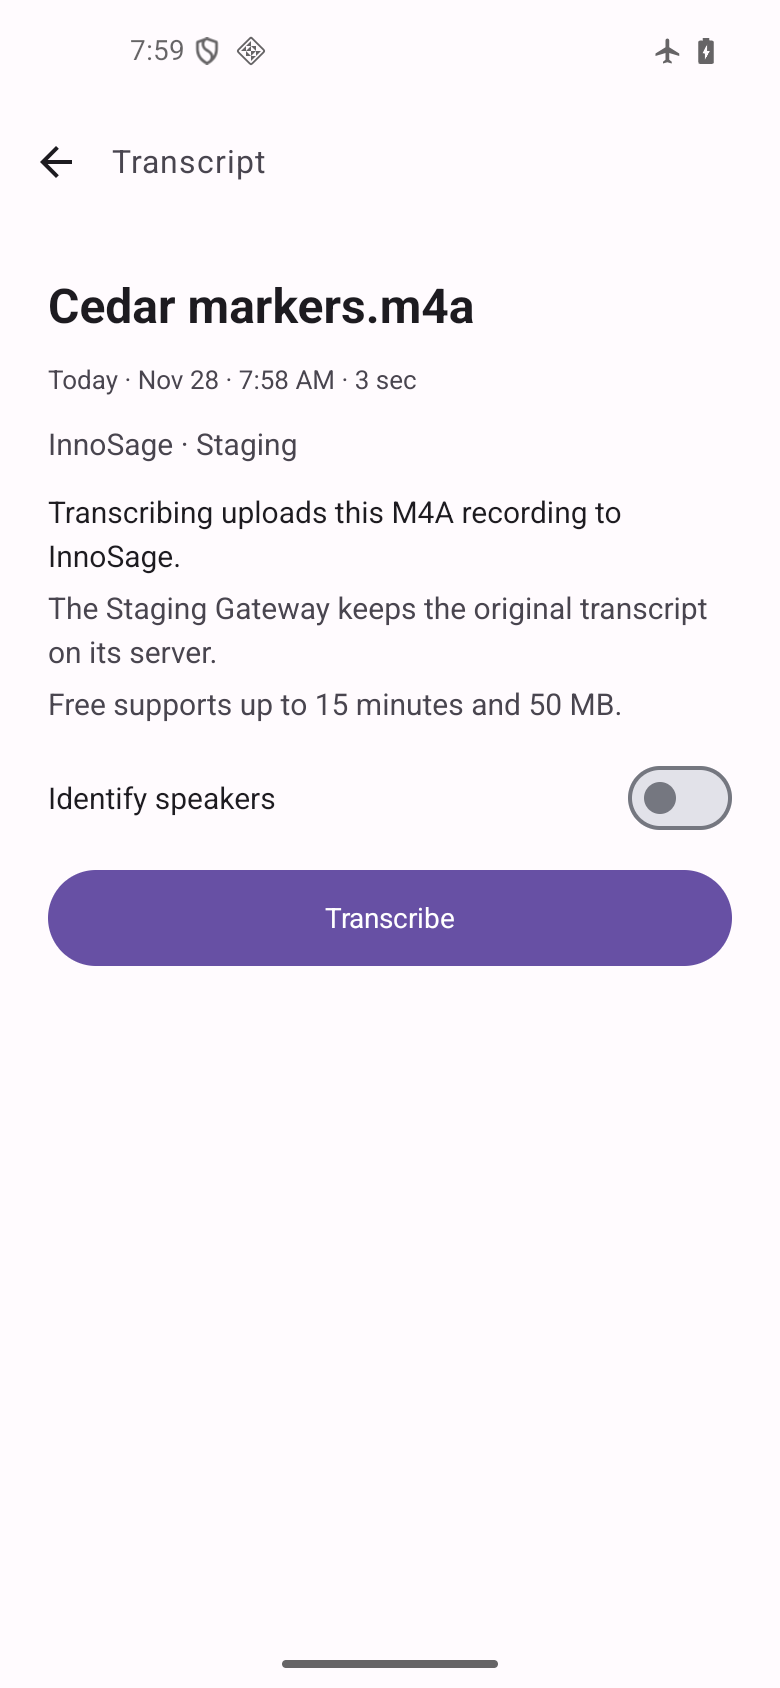 7:59
Transcript
Cedar markers.m4a
Today · Nov 28 · 7:58 AM · 3 sec
InnoSage · Staging
Transcribing uploads this M4A recording to
InnoSage.
The Staging Gateway keeps the original transcript
on its server.
Free supports up to 15 minutes and 50 MB.
Identify speakers
Transcribe